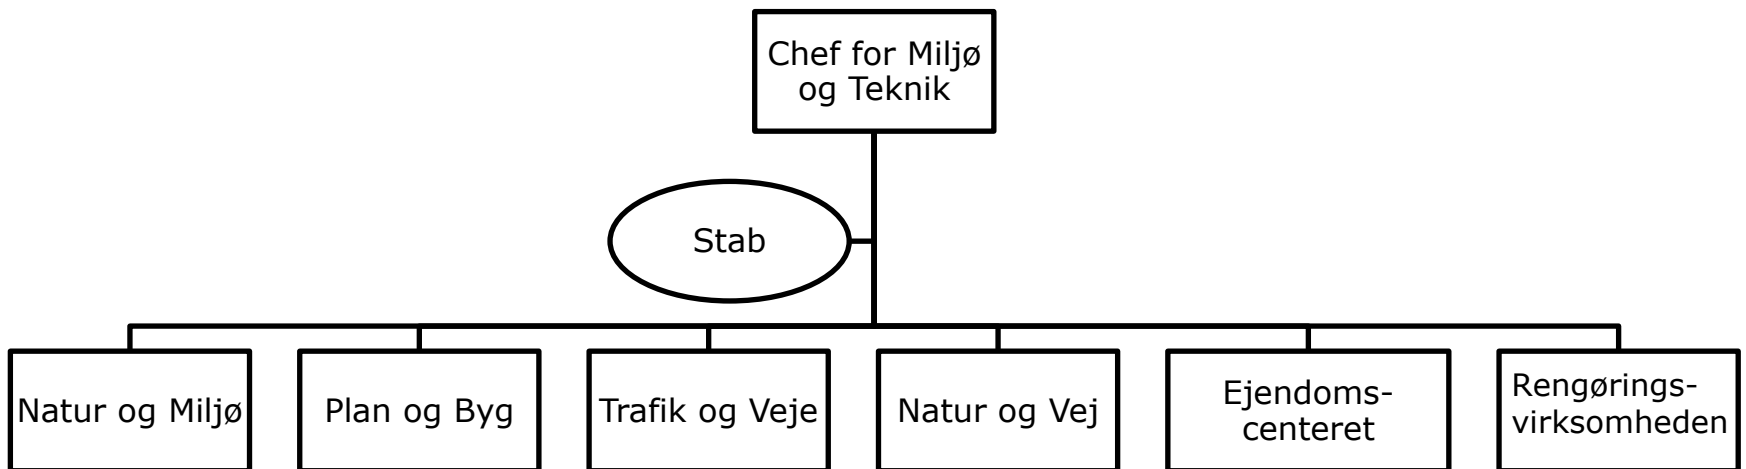 Chef for Miljø
og Teknik
Stab
Natur og Miljø
Plan og Byg
Trafik og Veje
Natur og Vej
Ejendoms-
centeret
Rengørings-
virksomheden